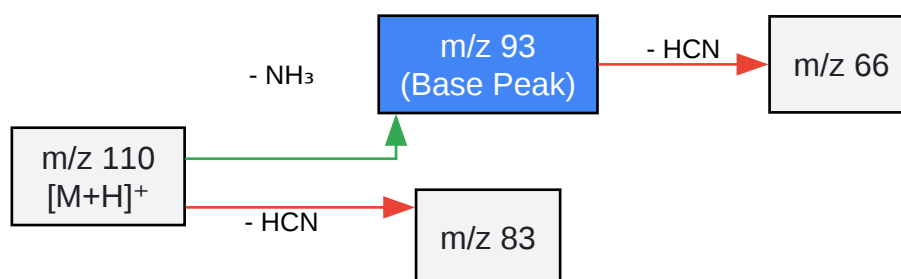 m/z 93
(Base Peak)
- HCN
m/z 66
- NH₃
m/z 110
[M+H]⁺
- HCN
m/z 83